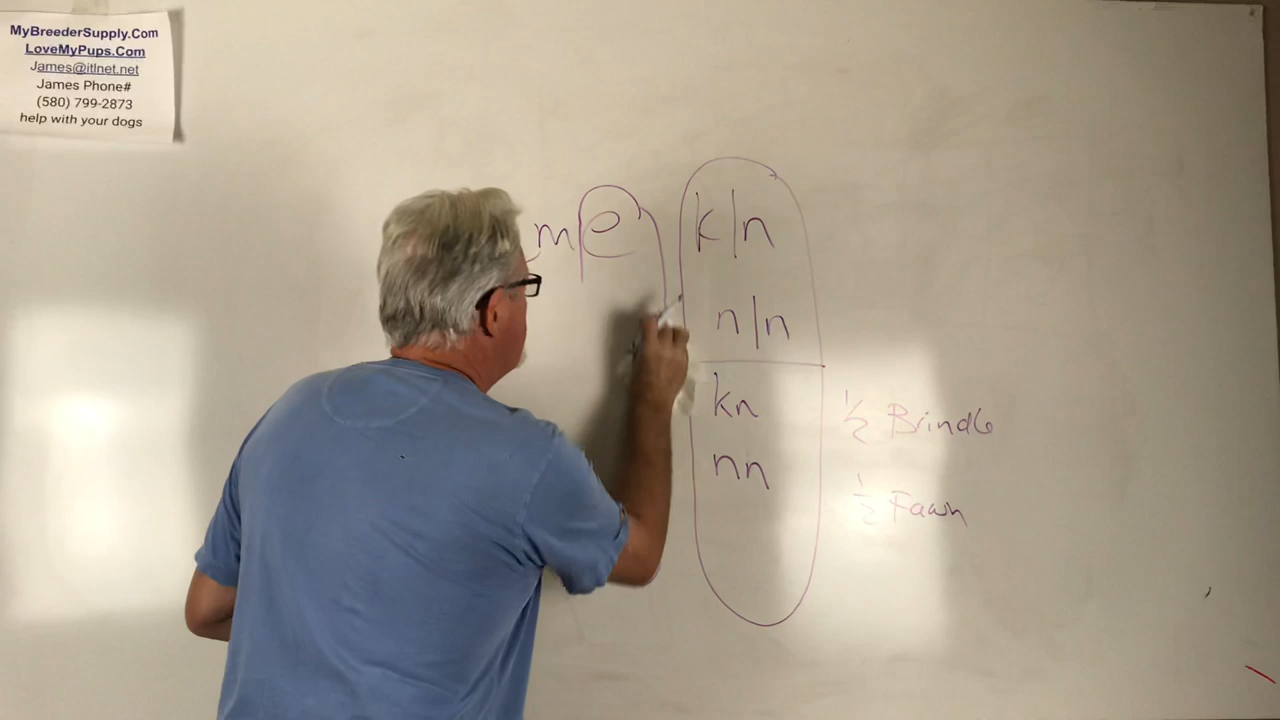 MyBreederSupply.Com
LoveMyPups.Com
James@itlnet.net
James Phone#
(580) 799-2873
help with your dogs
m|e k|n
n|n
kn
nn
1/2 Brindle
1/2 Fawn